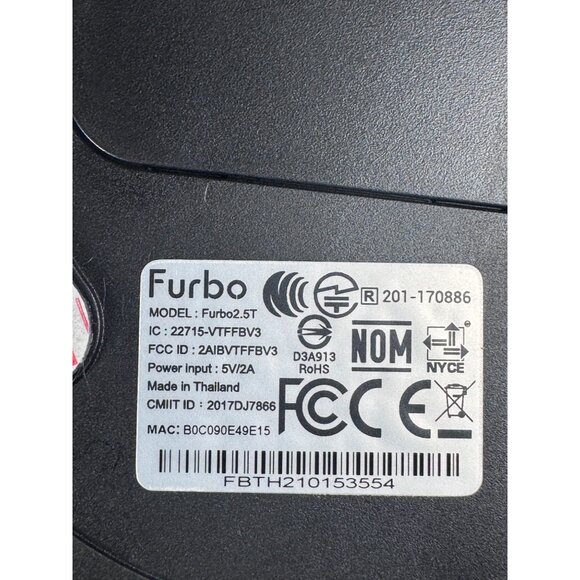 Furbo
MODEL: Furbo2.5T
IC : 22715-VTFFBV3
FCC ID : 2AIBVTFFBV3
Power input : 5V/2A
Made in Thailand
CMIIT ID : 2017DJ7866
MAC: B0C090E49E15
R 201-170886
D3A913
RoHS
NOM
NYCE
FCC CE
FBTH210153554